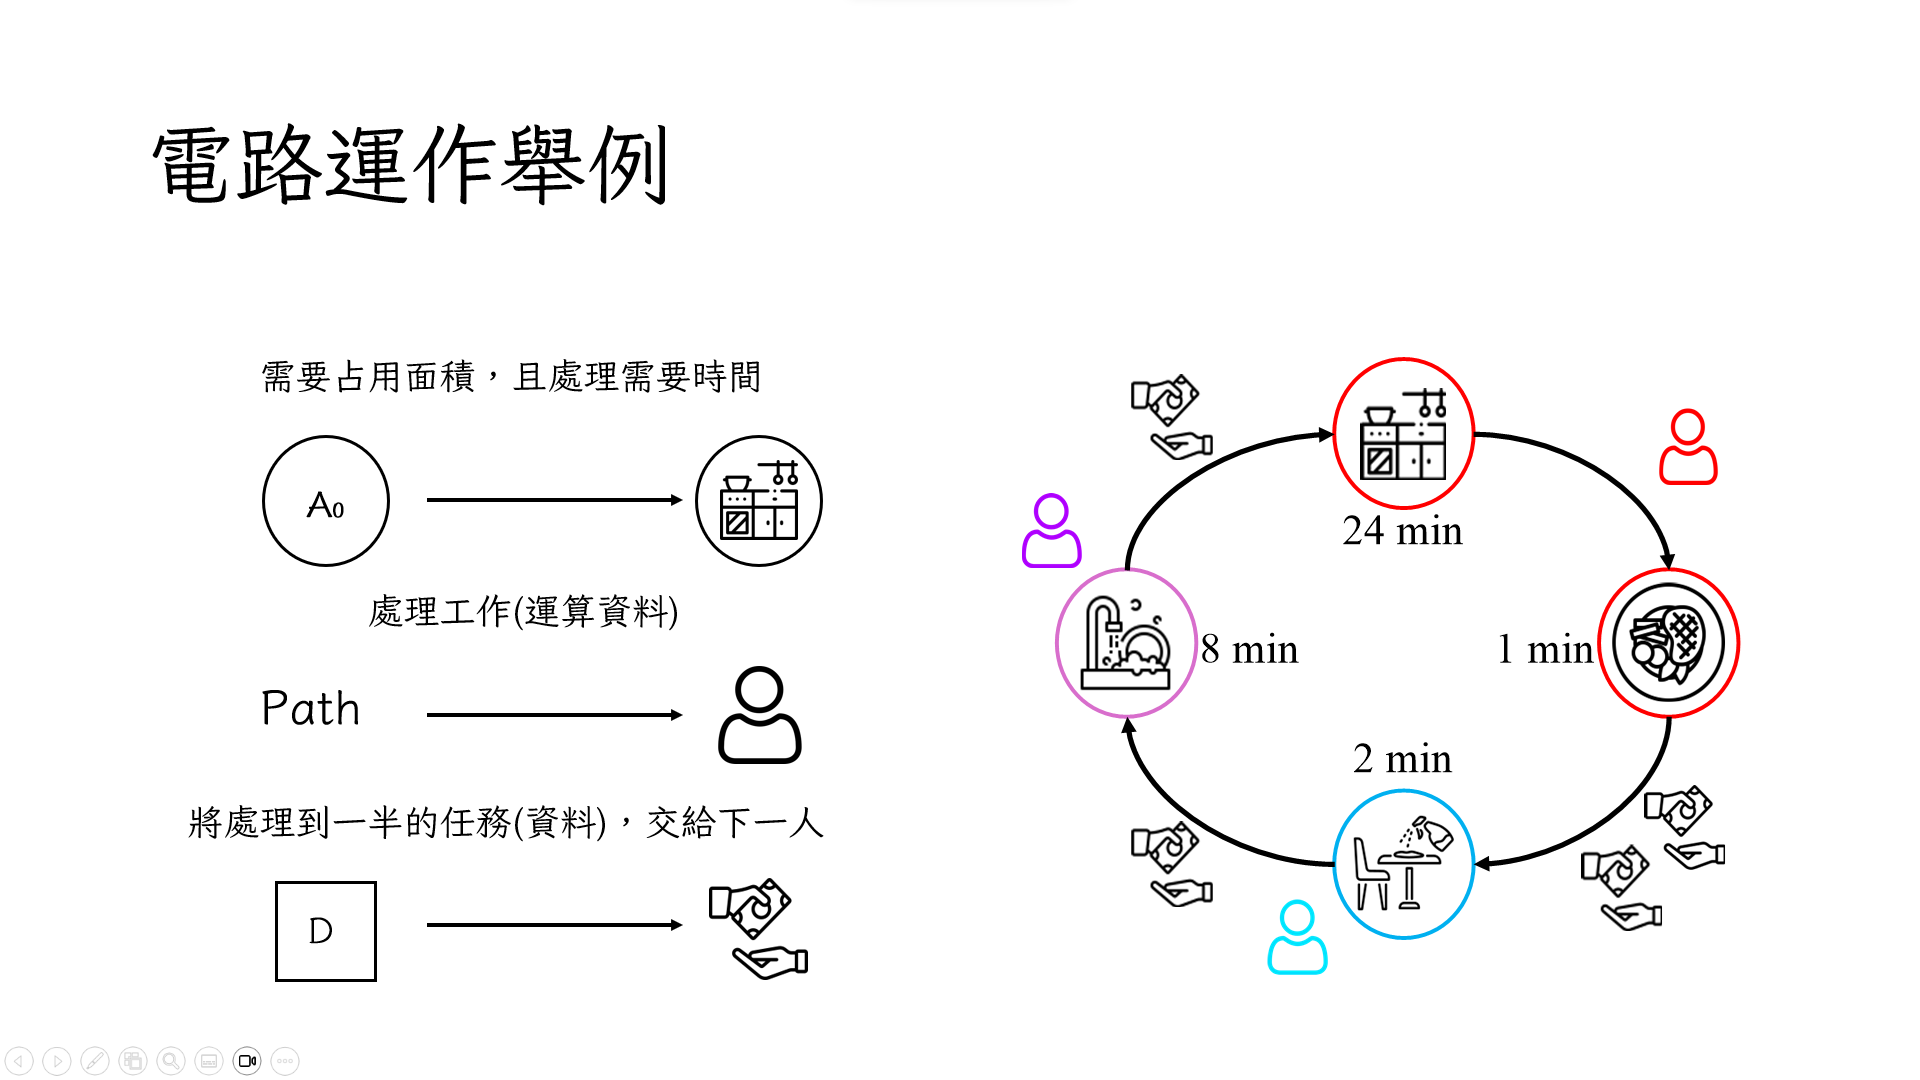 電路運作舉例
需要占用面積，且處理需要時間
A₀
處理工作(運算資料)
Path
將處理到一半的任務(資料)，交給下一人
D
24 min
8 min
1 min
2 min